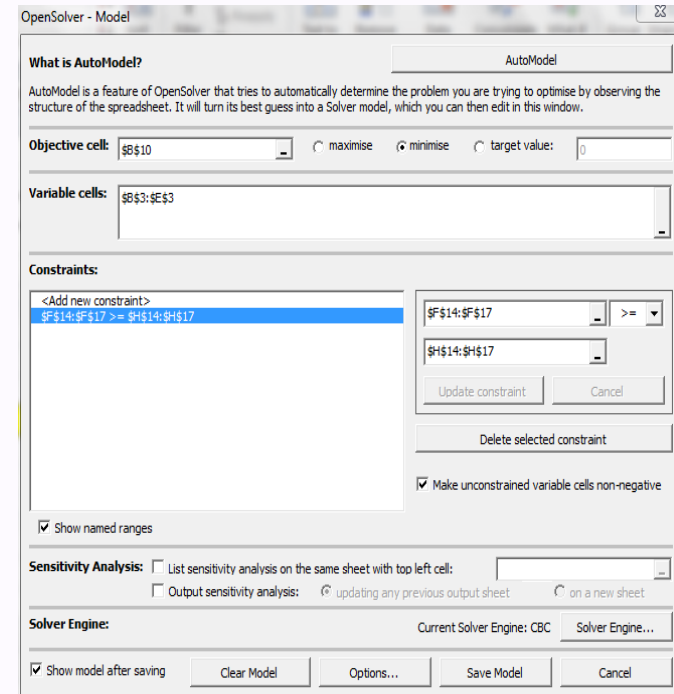 OpenSolver - Model
What is AutoModel?
AutoModel
AutoModel is a feature of OpenSolver that tries to automatically determine the problem you are trying to optimise by observing the
structure of the spreadsheet. It will turn its best guess into a Solver model, which you can then edit in this window.
Objective cell: $B$10 maximise minimise target value: 0
Variable cells: $B$3:$E$3
Constraints:
<Add new constraint>
$F$14:$F$17 >= $H$14:$H$17
$F$14:$F$17 >=
$H$14:$H$17
Update constraint Cancel
Delete selected constraint
Make unconstrained variable cells non-negative
Show named ranges
Sensitivity Analysis: List sensitivity analysis on the same sheet with top left cell:
Output sensitivity analysis: updating any previous output sheet on a new sheet
Solver Engine: Current Solver Engine: CBC Solver Engine...
Show model after saving Clear Model Options... Save Model Cancel